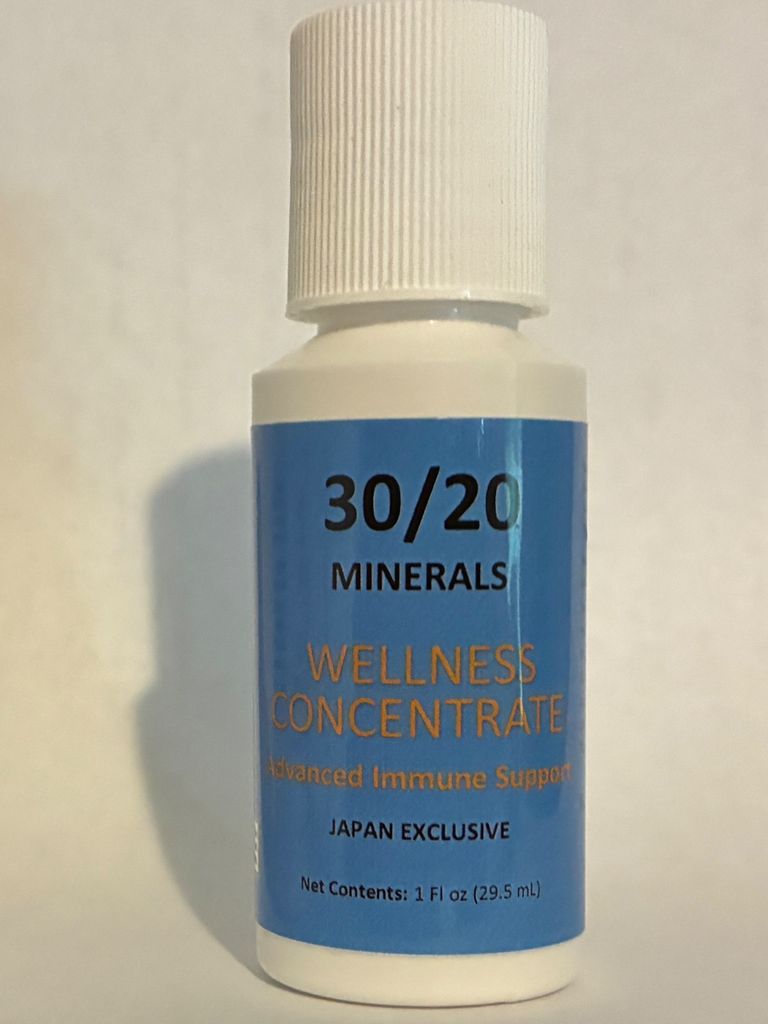 30/20
MINERALS
WELLNESS
CONCENTRATE
Advanced Immune Support
JAPAN EXCLUSIVE
Net Contents: 1 Fl oz (29.5 mL)